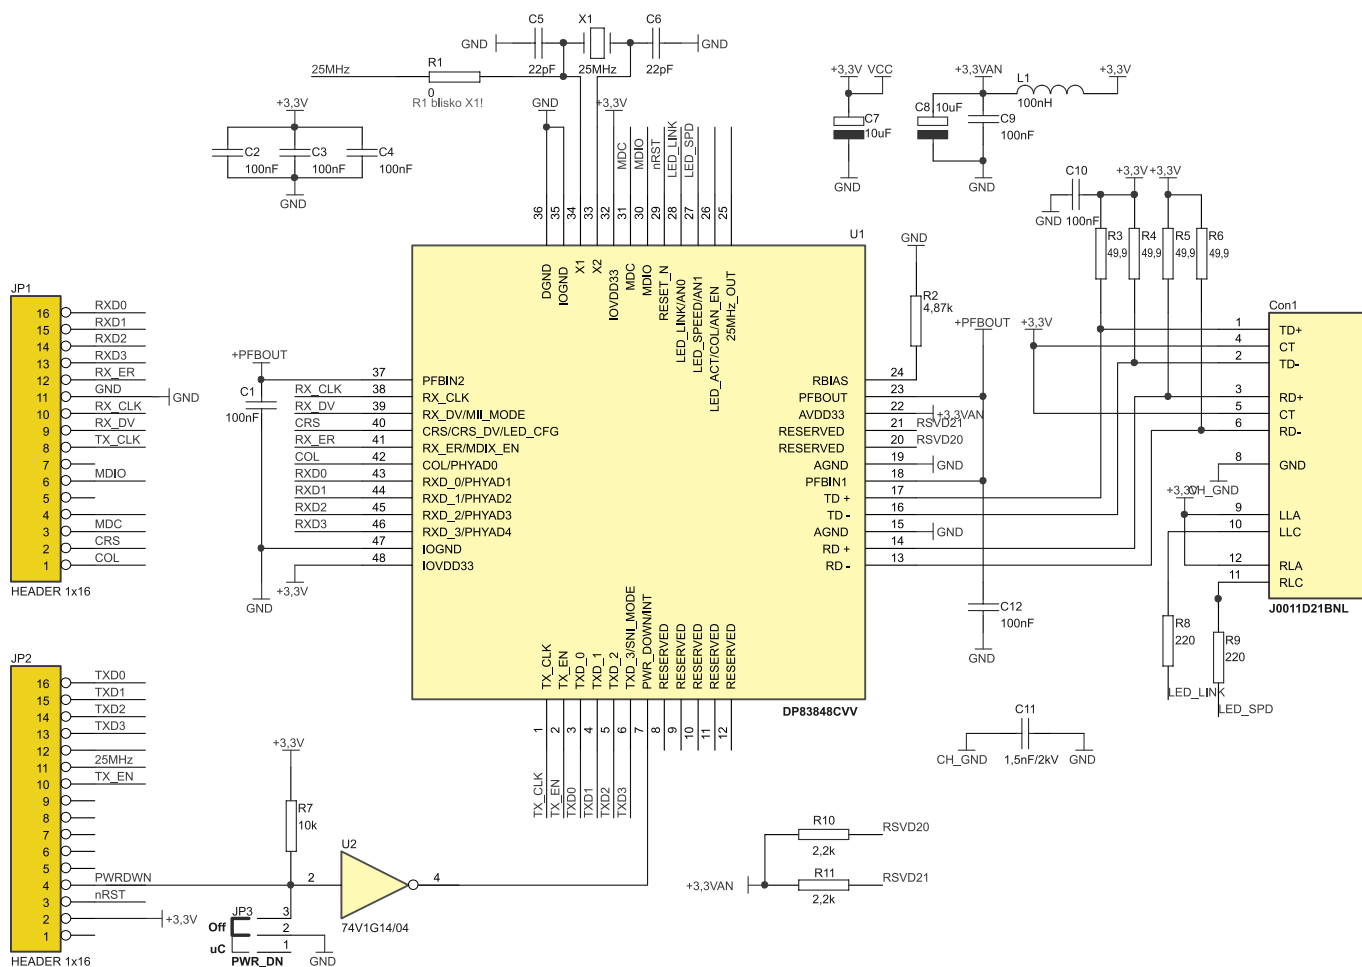 C5
X1
C6
GND
GND
22pF
25MHz
22pF
25MHz
R1
0
R1 blisko X1!
+3,3V
C2
100nF
C3
100nF
C4
100nF
GND
GND
+3,3V
MDC
MDIO
nRST
LED_LINK
LED_SPD
+3,3V
VCC
C7
10uF
GND
+3,3VAN
L1
100nH
+3,3V
C8
10uF
C9
100nF
GND
C10
100nF
GND
+3,3V
+3,3V
R3
49,9
R4
49,9
R5
49,9
R6
49,9
36
35
34
33
32
31
30
29
28
27
26
25
U1
DGND
IOGND
X1
X2
IOVDD33
MDC
MDIO
RESET_N
LED_LINK/AN0
LED_SPEED/AN1
LED_ACT/COL/AN_EN
25MHz_OUT
GND
R2
4,87k
+PFBOUT
+3,3V
JP1
16 RXD0
15 RXD1
14 RXD2
13 RXD3
12 RX_ER
11 GND
GND
10 RX_CLK
9 RX_DV
8 TX_CLK
7
6 MDIO
5
4
3 MDC
2 CRS
1 COL
HEADER 1x16
+PFBOUT
C1
100nF
GND
+3,3V
37 PFBIN2
RX_CLK 38 RX_CLK
RX_DV 39 RX_DV/MII_MODE
CRS 40 CRS/CRS_DV/LED_CFG
RX_ER 41 RX_ER/MDIX_EN
COL 42 COL/PHYAD0
RXD0 43 RXD_0/PHYAD1
RXD1 44 RXD_1/PHYAD2
RXD2 45 RXD_2/PHYAD3
RXD3 46 RXD_3/PHYAD4
47 IOGND
48 IOVDD33
RBIAS 24
PFBOUT 23
AVDD33 22 +3,3VAN
RESERVED 21 RSVD21
RESERVED 20 RSVD20
AGND 19 GND
PFBIN1 18
TD + 17
TD - 16
AGND 15 GND
RD + 14
RD - 13
Con1
1 TD+
4 CT
2 TD-
3 RD+
5 CT
6 RD-
8 GND
CH_GND
+3,3V
9 LLA
10 LLC
12 RLA
11 RLC
J0011D21BNL
R8
220
R9
220
LED_LINK
LED_SPD
C12
100nF
GND
TX_CLK
TX_EN
TXD_0
TXD_1
TXD_2
TXD_3/SNI_MODE
PWR_DOWN/INT
RESERVED
RESERVED
RESERVED
RESERVED
RESERVED
DP83848CVV
1
2
3
4
5
6
7
8
9
10
11
12
TX_CLK
TX_EN
TXD0
TXD1
TXD2
TXD3
C11
CH_GND
1,5nF/2kV
GND
JP2
16 TXD0
15 TXD1
14 TXD2
13 TXD3
12
11 25MHz
10 TX_EN
9
8
7
6
5
4 PWRDWN
3 nRST
2
+3,3V
1
HEADER 1x16
+3,3V
R7
10k
U2
2
4
74V1G14/04
JP3
3
Off
2
uC
1
PWR_DN
GND
R10
RSVD20
2,2k
+3,3VAN
R11
RSVD21
2,2k